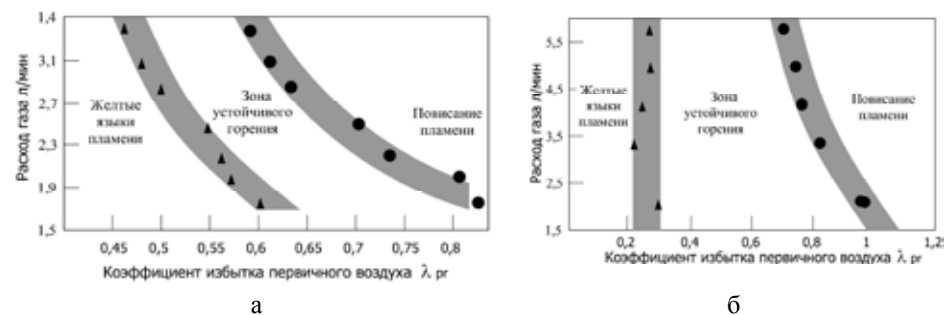 а)
1,4
3,1
2,7
2,3
1,9
1,5
Расход газа л/мин
Желтые
языки
пламени
Зона
устойчивого
горения
Повисание
пламени
0,45 0,5 0,55 0,6 0,65 0,7 0,75 0,8
Коэффициент избытка первичного воздуха λ pr
а
б)
5,5
4,5
3,5
2,5
1,5
Расход газа л/мин
Желтые
языки
пламени
Зона
устойчивого
горения
Повисание
пламени
0,2 0,4 0,6 0,8 1 1,25
Коэффициент избытка первичного воздуха λ pr
б